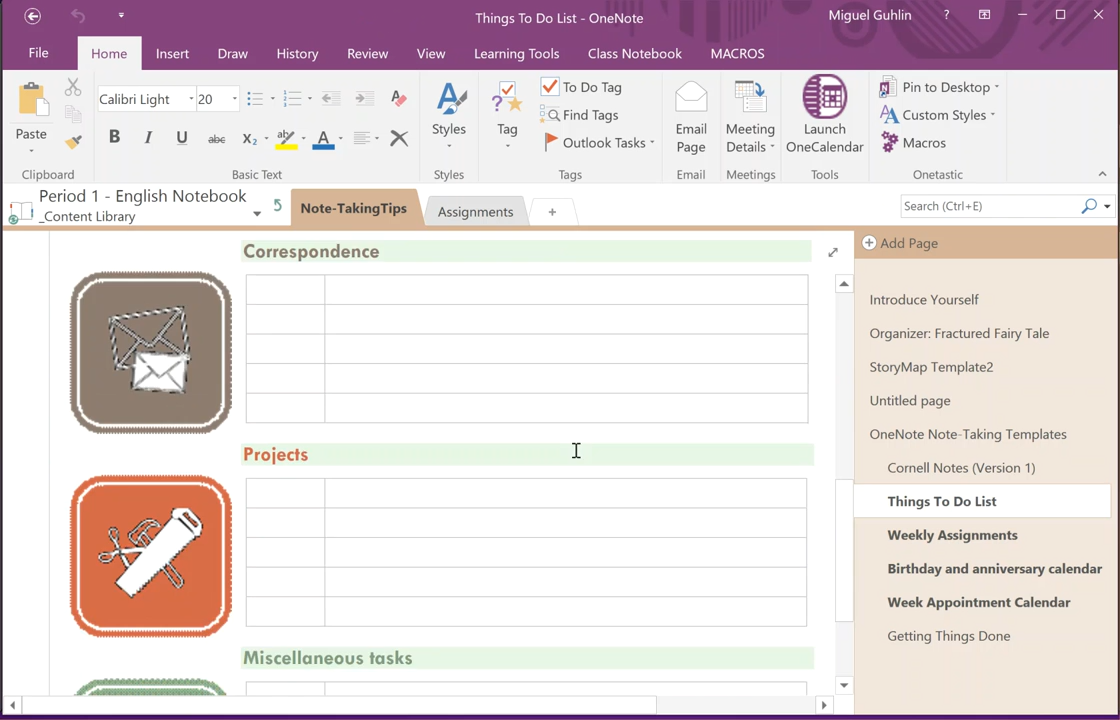 Things To Do List - OneNote
Miguel Guhlin
?
File
Home
Insert
Draw
History
Review
View
Learning Tools
Class Notebook
MACROS
Paste
Clipboard
Calibri Light
20
B I U abc X₂ ab A
Basic Text
Styles
Styles
Tag
To Do Tag
Find Tags
Outlook Tasks
Tags
Email
Page
Email
Meeting
Details
Meetings
Launch
OneCalendar
Tools
Pin to Desktop
Custom Styles
Macros
Onetastic
Period 1 - English Notebook
_Content Library
Note-TakingTips
Assignments
+
Search (Ctrl+E)
Correspondence
Projects
Miscellaneous tasks
Add Page
Introduce Yourself
Organizer: Fractured Fairy Tale
StoryMap Template2
Untitled page
OneNote Note-Taking Templates
Cornell Notes (Version 1)
Things To Do List
Weekly Assignments
Birthday and anniversary calendar
Week Appointment Calendar
Getting Things Done